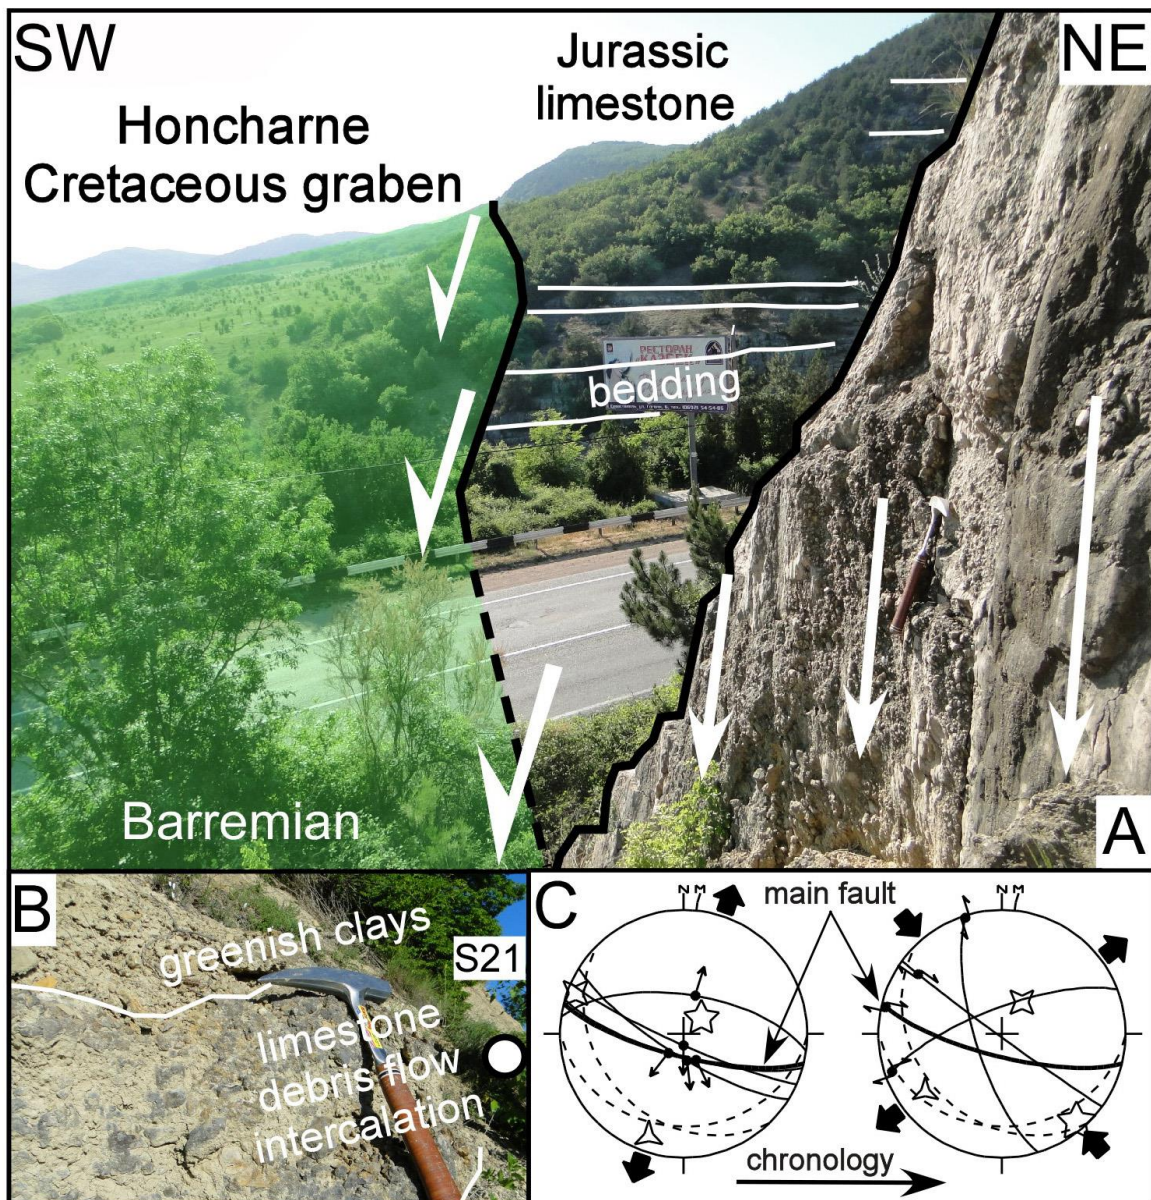 SW
Jurassic
limestone
NE
Honcharne
Cretaceous graben
РЕСТОРАН
bedding
Barremian
A
B
greenish clays
S21
limestone
debris flow
intercalation
C
N M
main fault
N M
chronology